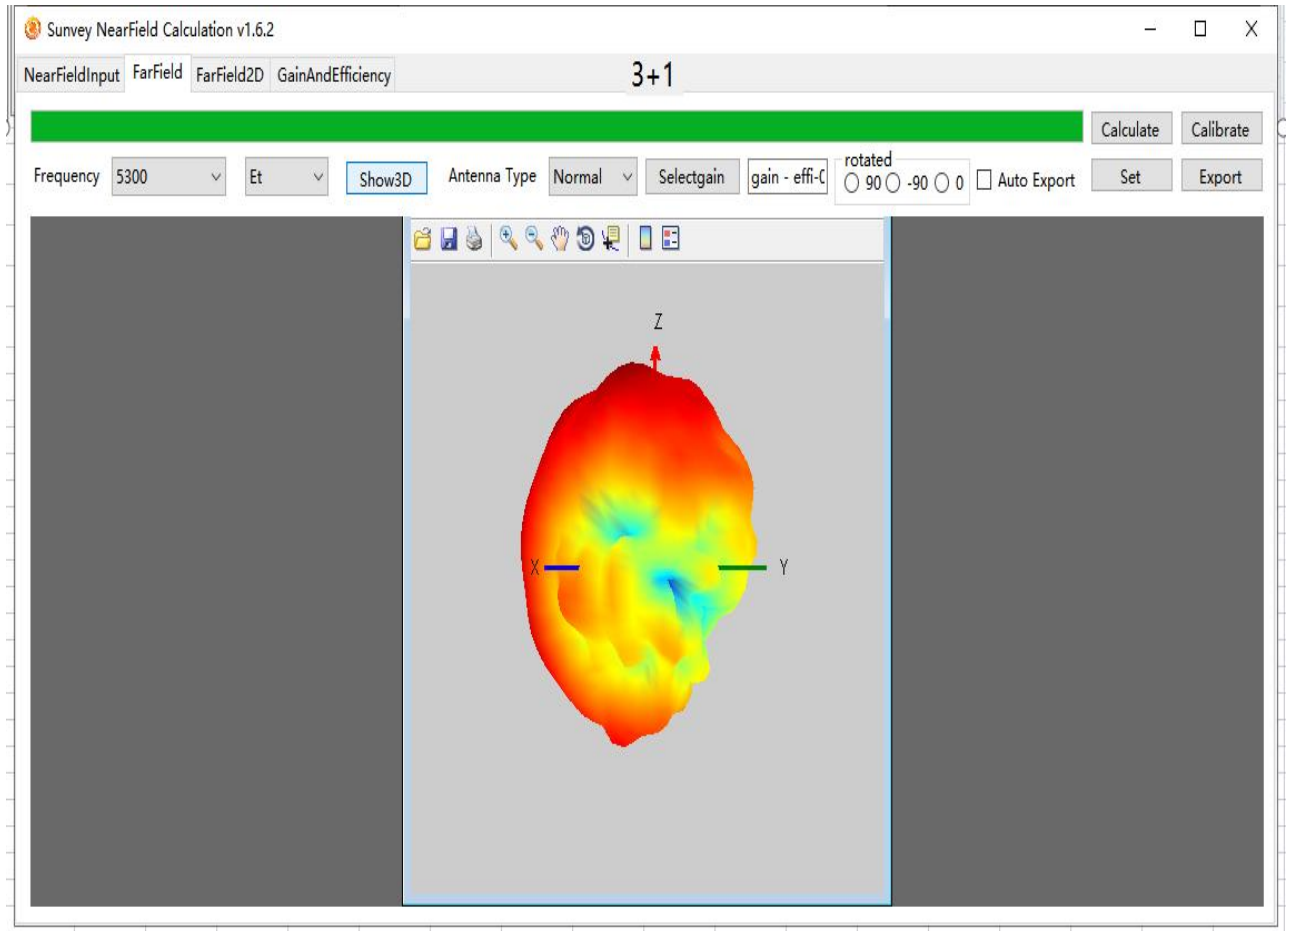 Sunvey NearField Calculation v1.6.2
NearFieldInput FarField FarField2D GainAndEfficiency 3+1
Calculate Calibrate
Frequency 5300 Et Show3D Antenna Type Normal Selectgain gain - effi-C rotated 90 -90 0 Auto Export Set Export
Z
X Y